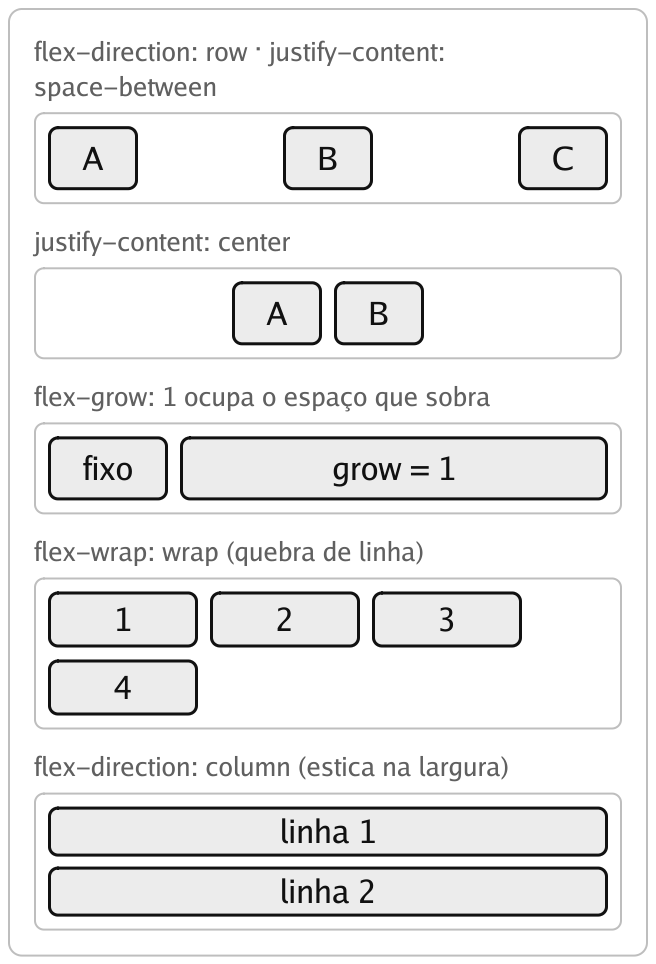 flex-direction: row · justify-content:
space-between
A B C
justify-content: center
A B
flex-grow: 1 ocupa o espaço que sobra
fixo grow = 1
flex-wrap: wrap (quebra de linha)
1 2 3
4
flex-direction: column (estica na largura)
linha 1
linha 2